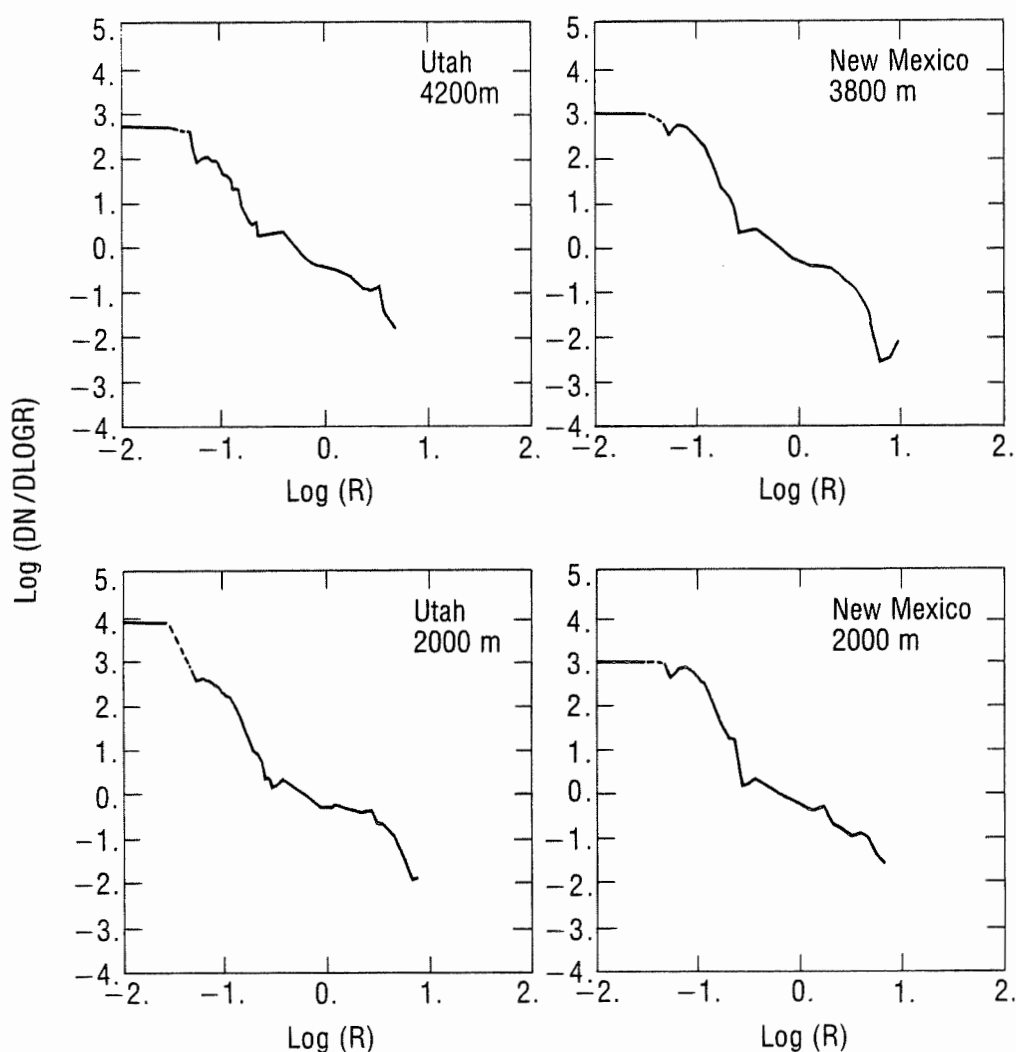 Log (DN/DLOGR)
Utah
4200m
5.
4.
3.
2.
1.
0.
−1.
−2.
−3.
−4.
−2. −1. 0. 1. 2.
Log (R)
New Mexico
3800 m
5.
4.
3.
2.
1.
0.
−1.
−2.
−3.
−4.
−2. −1. 0. 1. 2.
Log (R)
Utah
2000 m
5.
4.
3.
2.
1.
0.
−1.
−2.
−3.
−4.
−2. −1. 0. 1. 2.
Log (R)
New Mexico
2000 m
5.
4.
3.
2.
1.
0.
−1.
−2.
−3.
−4.
−2. −1. 0. 1. 2.
Log (R)